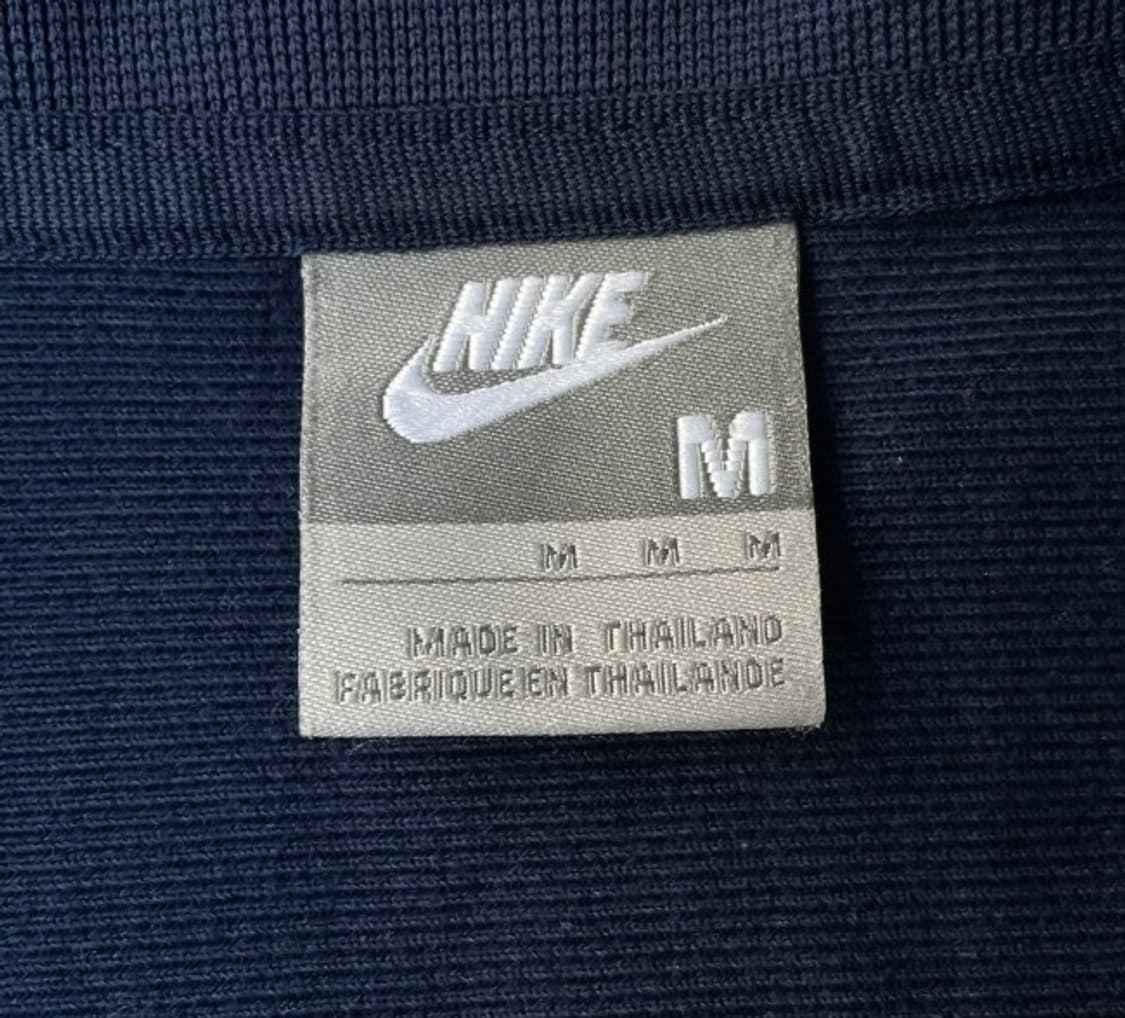 NIKE
M
M M M
MADE IN THAILAND
FABRIQUE EN THAILANDE